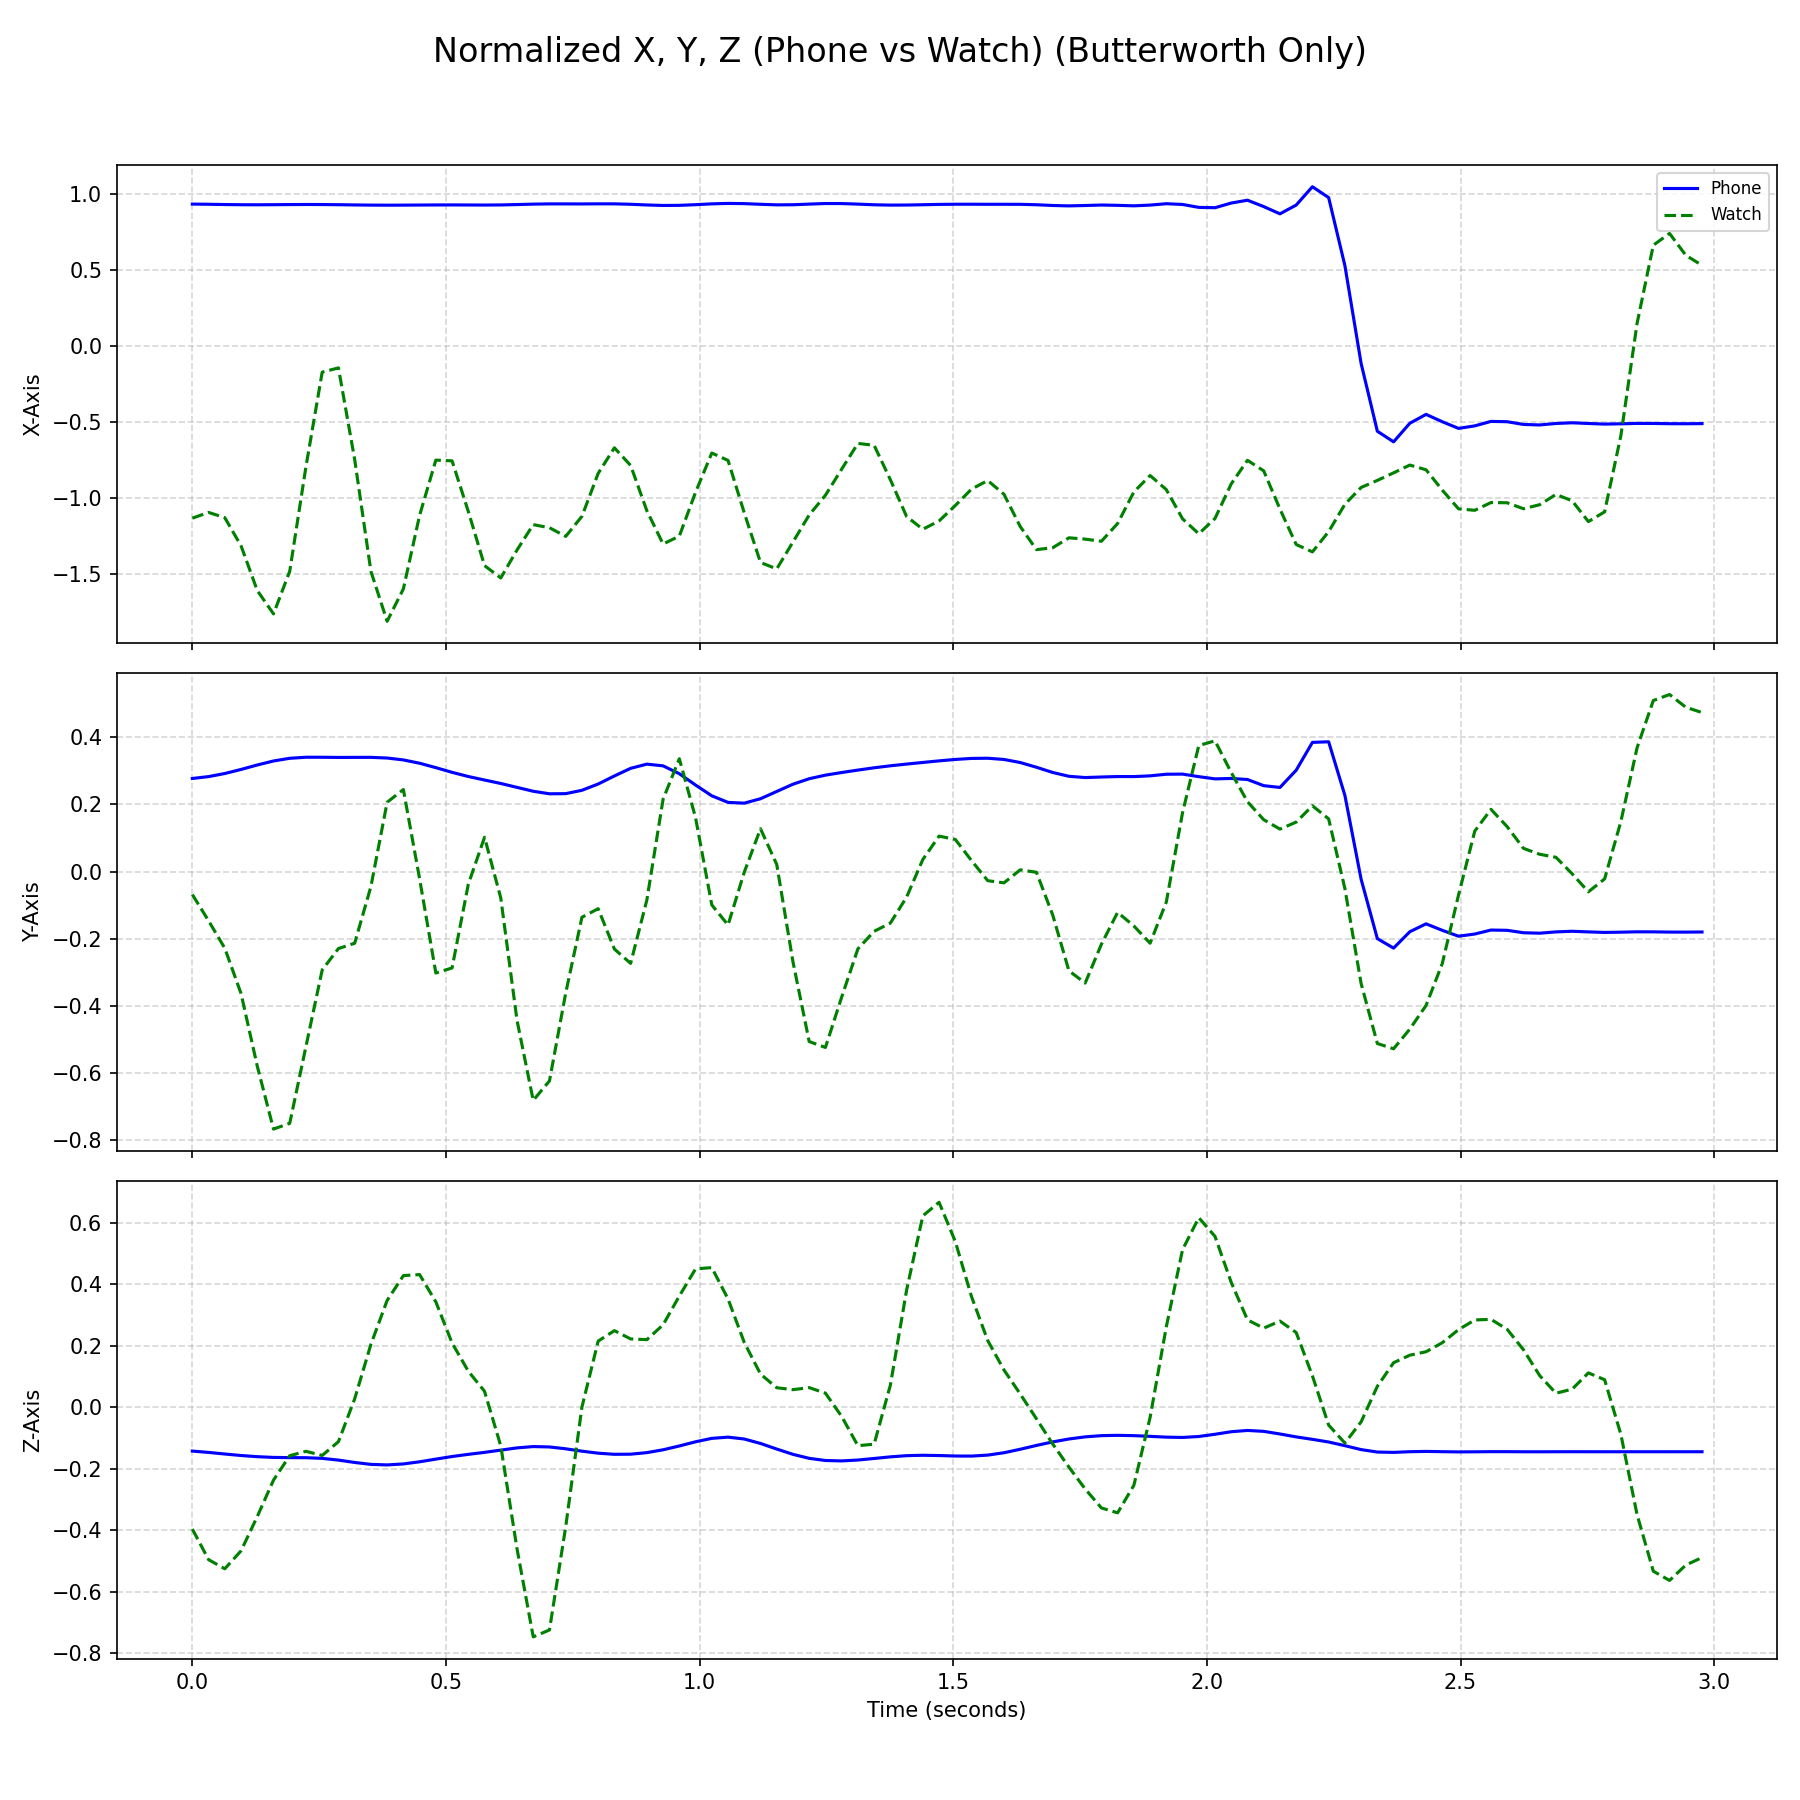 Normalized X, Y, Z (Phone vs Watch) (Butterworth Only)
Phone
Watch
1.0
0.5
0.0
−0.5
−1.0
−1.5
X-Axis
0.4
0.2
0.0
−0.2
−0.4
−0.6
−0.8
Y-Axis
0.6
0.4
0.2
0.0
−0.2
−0.4
−0.6
−0.8
Z-Axis
0.0 0.5 1.0 1.5 2.0 2.5 3.0
Time (seconds)